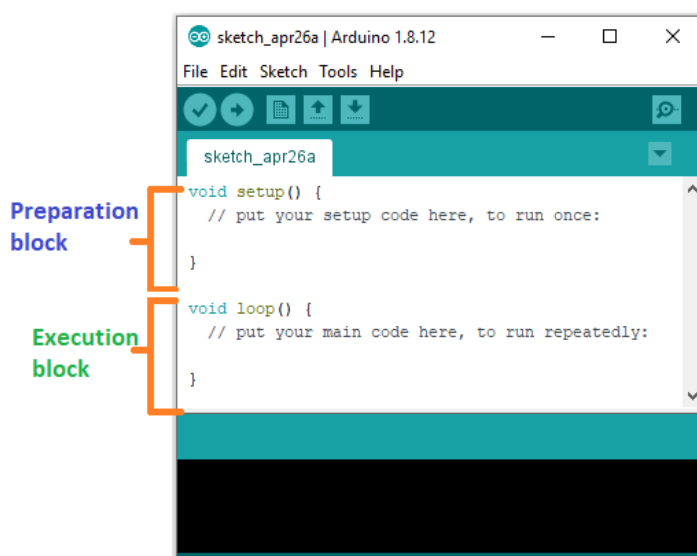 sketch_apr26a | Arduino 1.8.12
File Edit Sketch Tools Help
sketch_apr26a
Preparation
block
void setup() {
  // put your setup code here, to run once:
}
Execution
block
void loop() {
  // put your main code here, to run repeatedly:
}